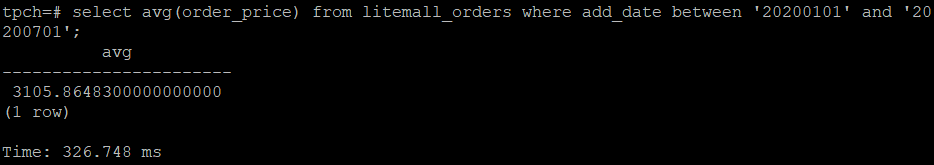 tpch=# select avg(order_price) from litemall_orders where add_date between '20200101' and '20
200701';
avg
-----------------------
3105.8648300000000000
(1 row)
Time: 326.748 ms